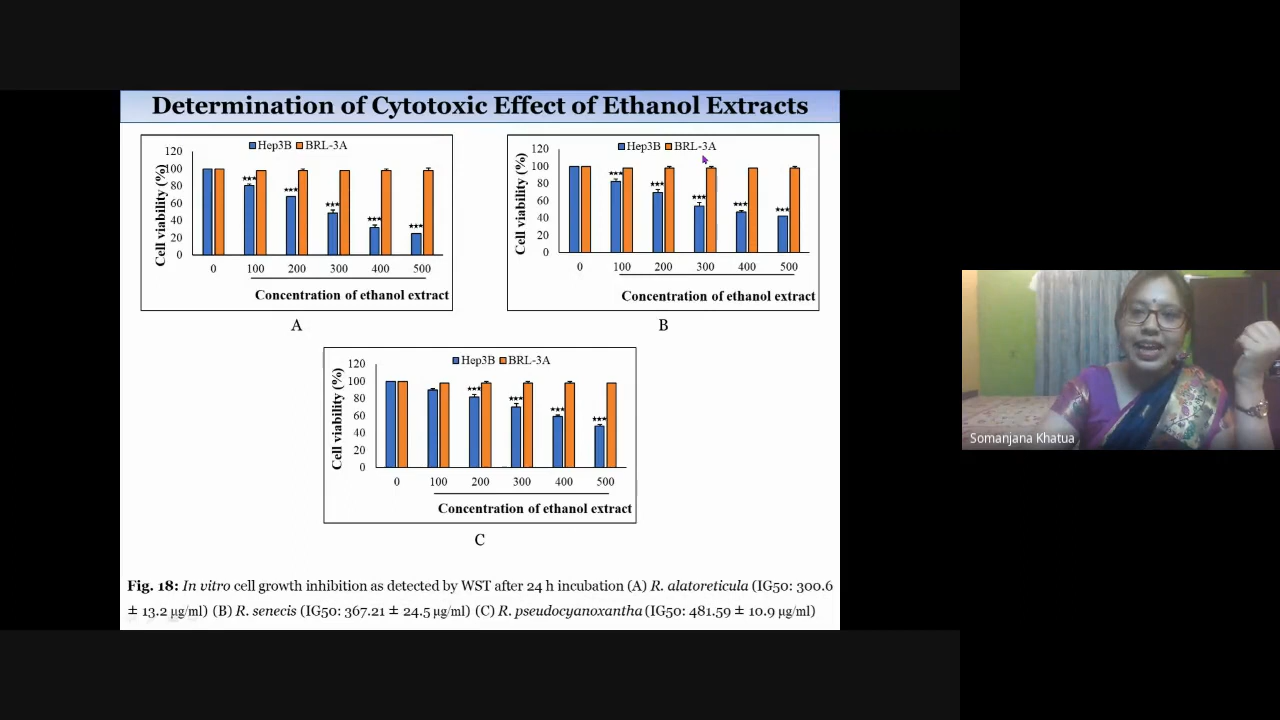 Determination of Cytotoxic Effect of Ethanol Extracts
Hep3B BRL-3A
Cell viability (%)
120
100
80
60
40
20
0
*** *** *** *** ***
0 100 200 300 400 500
Concentration of ethanol extract
A
Hep3B BRL-3A
Cell viability (%)
120
100
80
60
40
20
0
*** *** *** *** ***
0 100 200 300 400 500
Concentration of ethanol extract
B
Hep3B BRL-3A
Cell viability (%)
120
100
80
60
40
20
0
*** *** *** ***
0 100 200 300 400 500
Concentration of ethanol extract
C
Fig. 18: In vitro cell growth inhibition as detected by WST after 24 h incubation (A) R. alatoreticula (IG50: 300.6
± 13.2 µg/ml) (B) R. senecis (IG50: 367.21 ± 24.5 µg/ml) (C) R. pseudocyanoxantha (IG50: 481.59 ± 10.9 µg/ml)
Somanjana Khatua